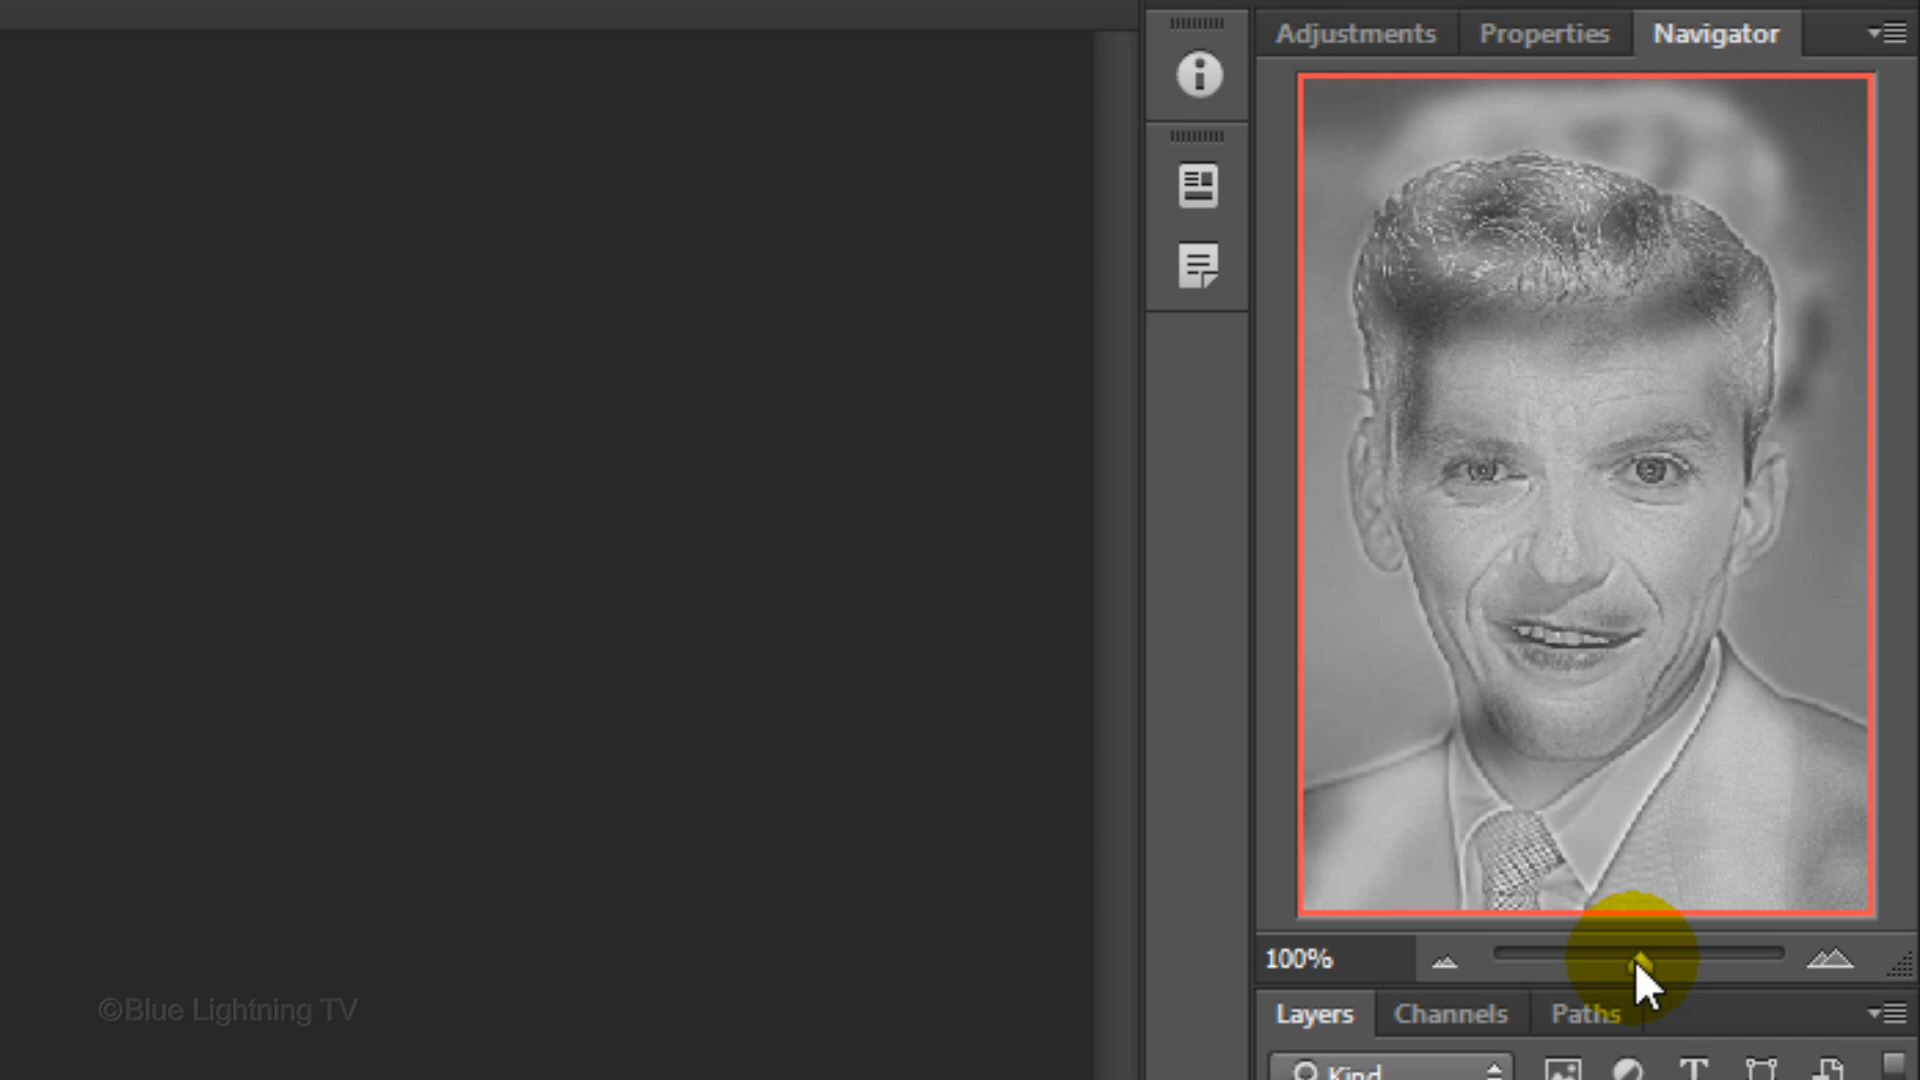 Adjustments Properties Navigator
100%
Layers Channels Paths
Kind
©Blue Lightning TV